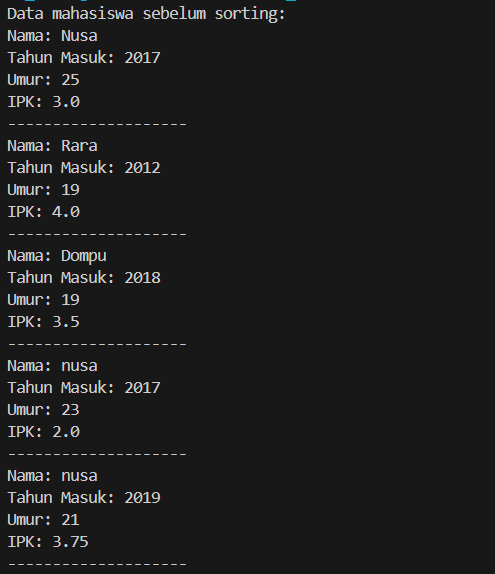 Data mahasiswa sebelum sorting:
Nama: Nusa
Tahun Masuk: 2017
Umur: 25
IPK: 3.0
--------------------
Nama: Rara
Tahun Masuk: 2012
Umur: 19
IPK: 4.0
--------------------
Nama: Dompu
Tahun Masuk: 2018
Umur: 19
IPK: 3.5
--------------------
Nama: nusa
Tahun Masuk: 2017
Umur: 23
IPK: 2.0
--------------------
Nama: nusa
Tahun Masuk: 2019
Umur: 21
IPK: 3.75
--------------------